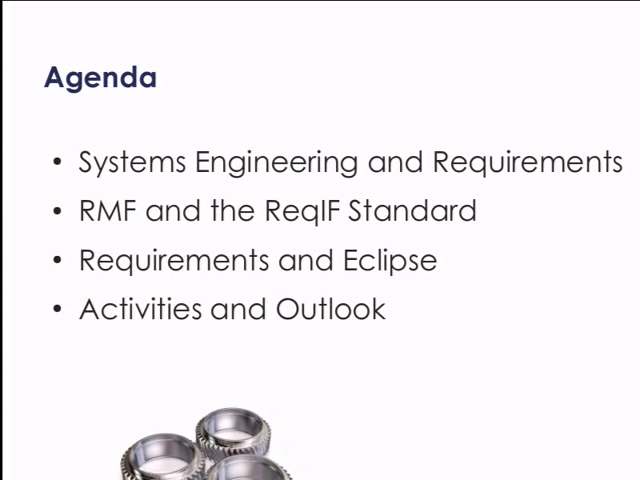 Agenda
• Systems Engineering and Requirements
• RMF and the ReqIF Standard
• Requirements and Eclipse
• Activities and Outlook